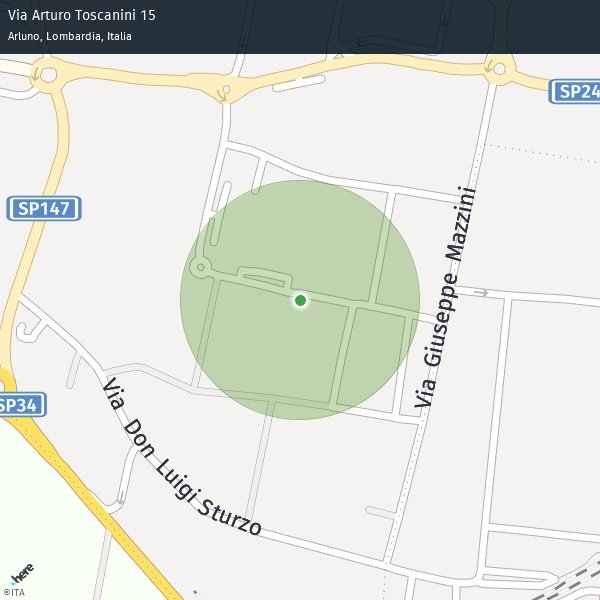 Via Arturo Toscanini 15
Arluno, Lombardia, Italia
SP24
SP147
Via Giuseppe Mazzini
SP34
Via Don Luigi Sturzo
here
©ITA